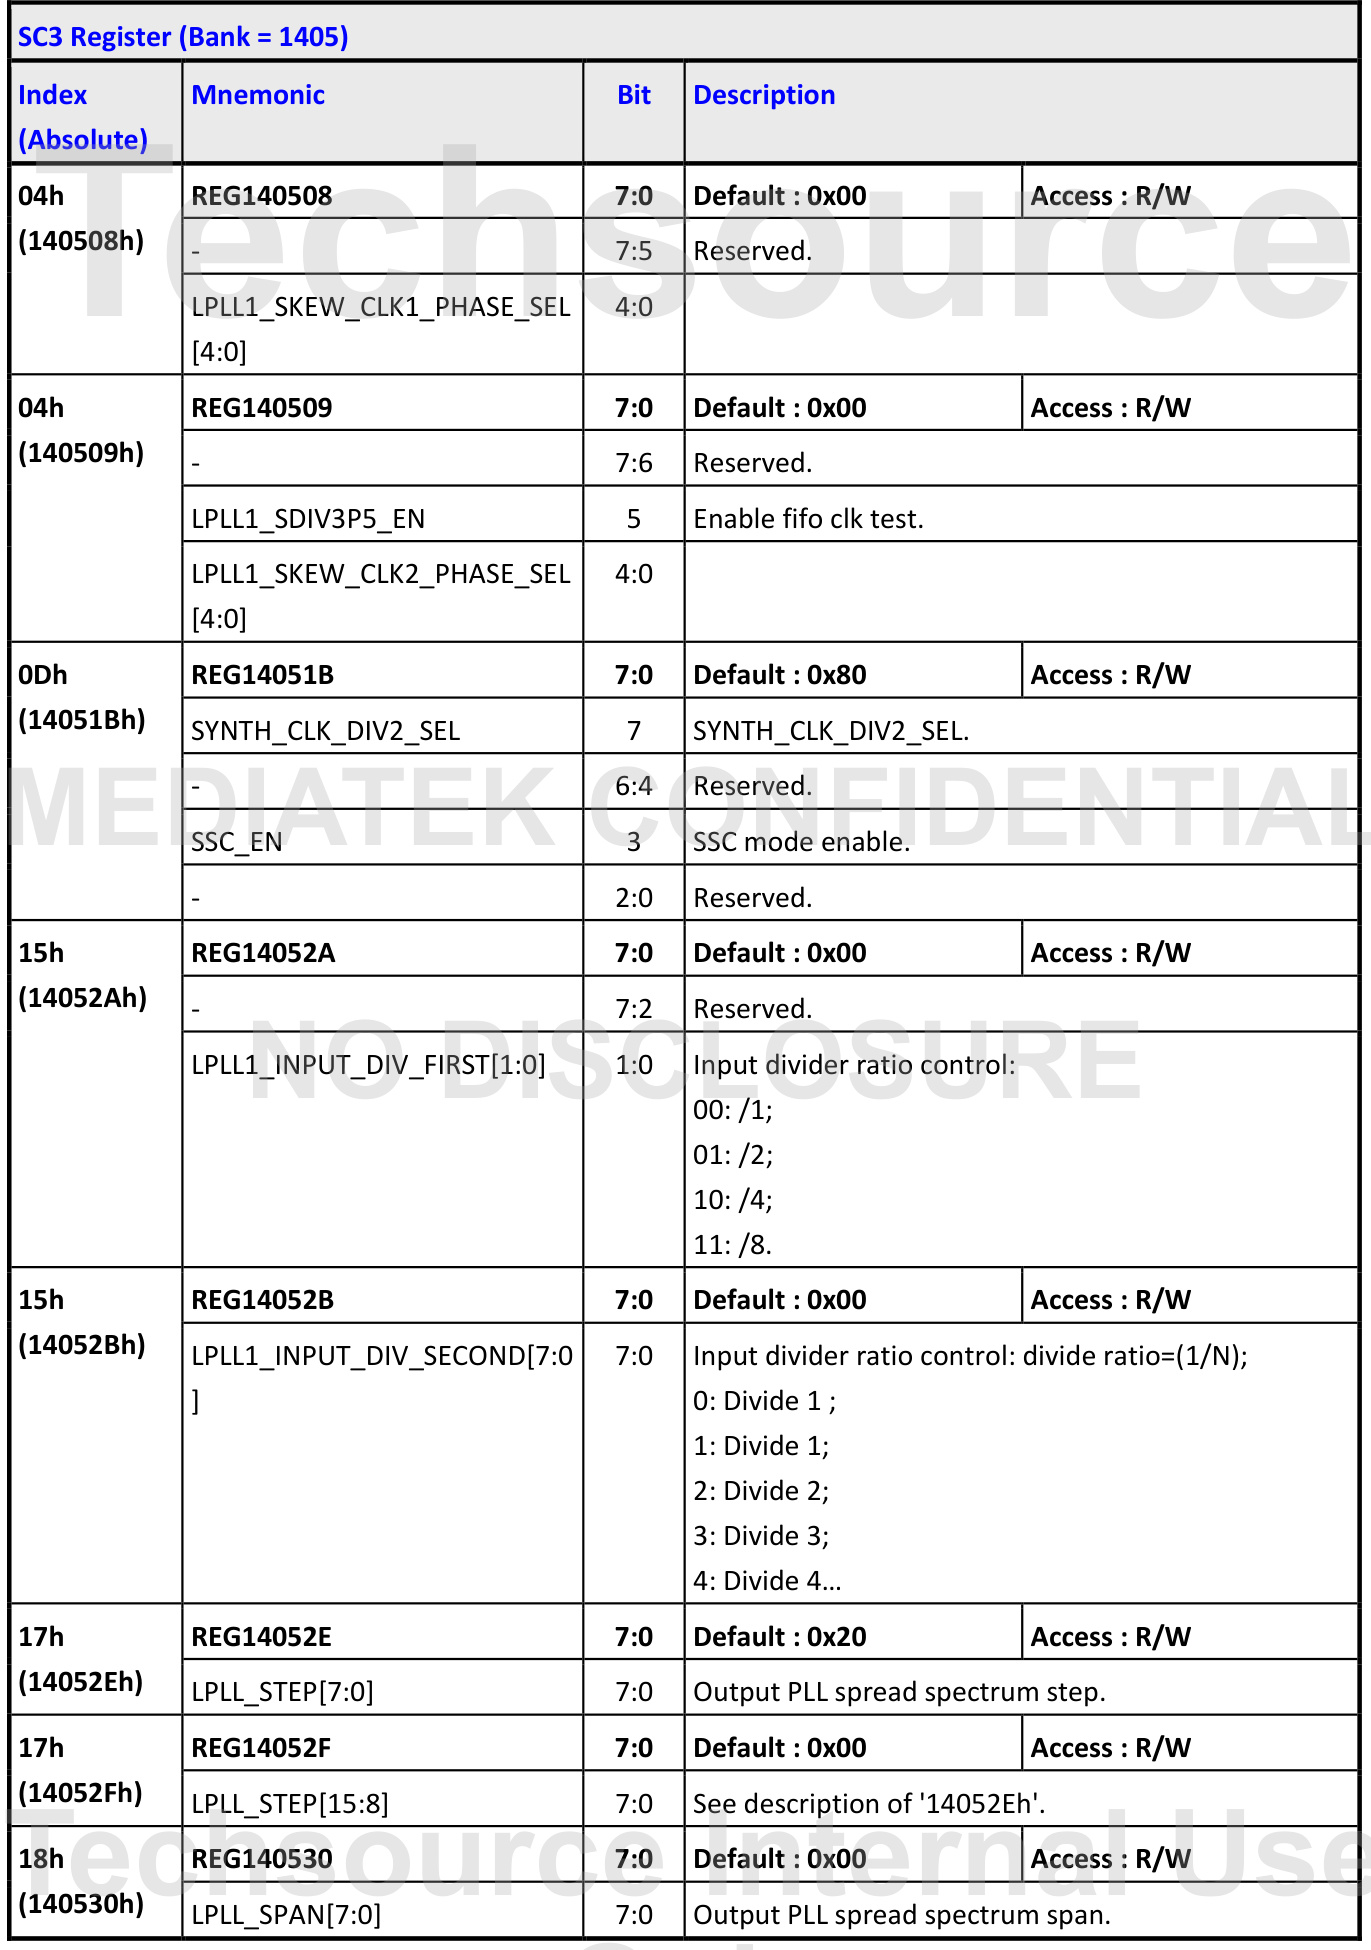 SC3 Register (Bank = 1405)
Index (Absolute) Mnemonic Bit Description
04h (140508h) REG140508 7:0 Default : 0x00 Access : R/W
- 7:5 Reserved.
LPLL1_SKEW_CLK1_PHASE_SEL 4:0
[4:0]
04h (140509h) REG140509 7:0 Default : 0x00 Access : R/W
- 7:6 Reserved.
LPLL1_SDIV3P5_EN 5 Enable fifo clk test.
LPLL1_SKEW_CLK2_PHASE_SEL 4:0
[4:0]
0Dh (14051Bh) REG14051B 7:0 Default : 0x80 Access : R/W
SYNTH_CLK_DIV2_SEL 7 SYNTH_CLK_DIV2_SEL.
- 6:4 Reserved.
SSC_EN 3 SSC mode enable.
- 2:0 Reserved.
15h (14052Ah) REG14052A 7:0 Default : 0x00 Access : R/W
- 7:2 Reserved.
LPLL1_INPUT_DIV_FIRST[1:0] 1:0 Input divider ratio control:
00: /1;
01: /2;
10: /4;
11: /8.
15h (14052Bh) REG14052B 7:0 Default : 0x00 Access : R/W
LPLL1_INPUT_DIV_SECOND[7:0 7:0 Input divider ratio control: divide ratio=(1/N);
] 0: Divide 1 ;
1: Divide 1;
2: Divide 2;
3: Divide 3;
4: Divide 4...
17h (14052Eh) REG14052E 7:0 Default : 0x20 Access : R/W
LPLL_STEP[7:0] 7:0 Output PLL spread spectrum step.
17h (14052Fh) REG14052F 7:0 Default : 0x00 Access : R/W
LPLL_STEP[15:8] 7:0 See description of '14052Eh'.
18h (140530h) REG140530 7:0 Default : 0x00 Access : R/W
LPLL_SPAN[7:0] 7:0 Output PLL spread spectrum span.
Techsource
MEDIATEK CONFIDENTIAL
NO DISCLOSURE
Techsource Internal Use